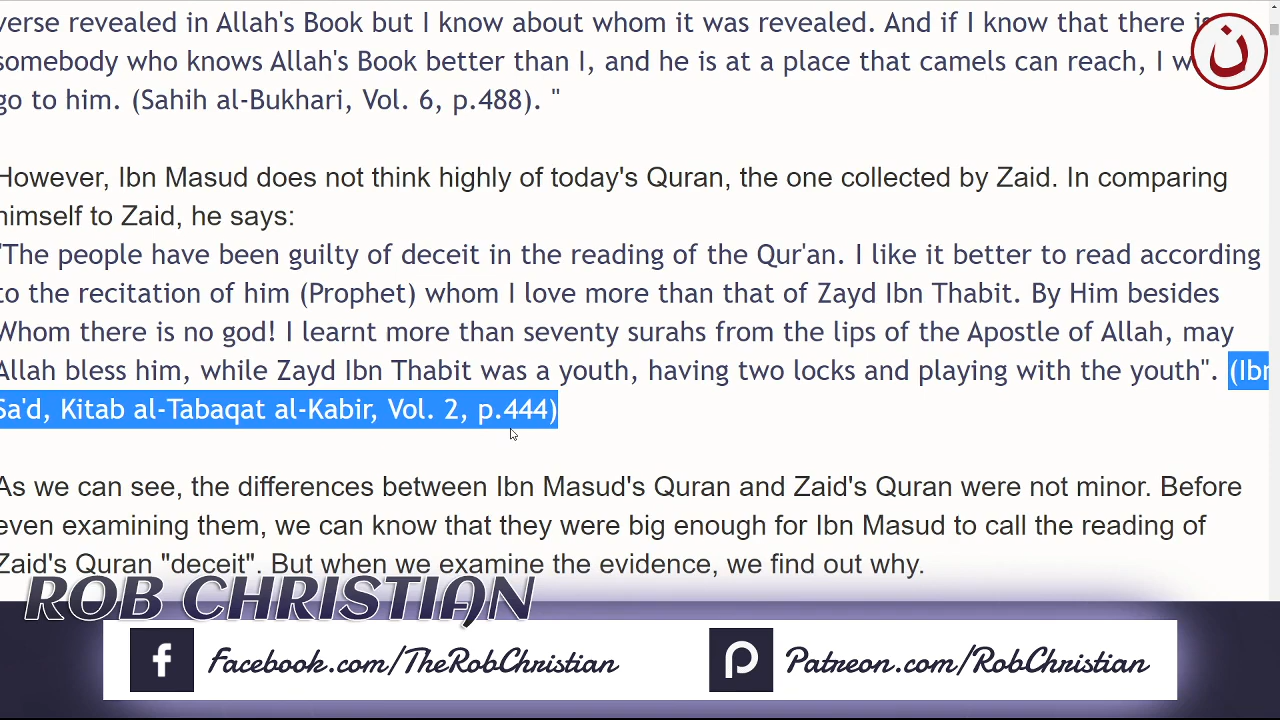 verse revealed in Allah's Book but I know about whom it was revealed. And if I know that there is
somebody who knows Allah's Book better than I, and he is at a place that camels can reach, I
go to him. (Sahih al-Bukhari, Vol. 6, p.488). "
However, Ibn Masud does not think highly of today's Quran, the one collected by Zaid. In comparing
himself to Zaid, he says:
"The people have been guilty of deceit in the reading of the Qur'an. I like it better to read according
to the recitation of him (Prophet) whom I love more than that of Zayd Ibn Thabit. By Him besides
Whom there is no god! I learnt more than seventy surahs from the lips of the Apostle of Allah, may
Allah bless him, while Zayd Ibn Thabit was a youth, having two locks and playing with the youth". (Ibn
Sa'd, Kitab al-Tabaqat al-Kabir, Vol. 2, p.444)
As we can see, the differences between Ibn Masud's Quran and Zaid's Quran were not minor. Before
even examining them, we can know that they were big enough for Ibn Masud to call the reading of
Zaid's Quran "deceit". But when we examine the evidence, we find out why.
ROB CHRISTIAN
Facebook.com/TheRobChristian
Patreon.com/RobChristian
ن